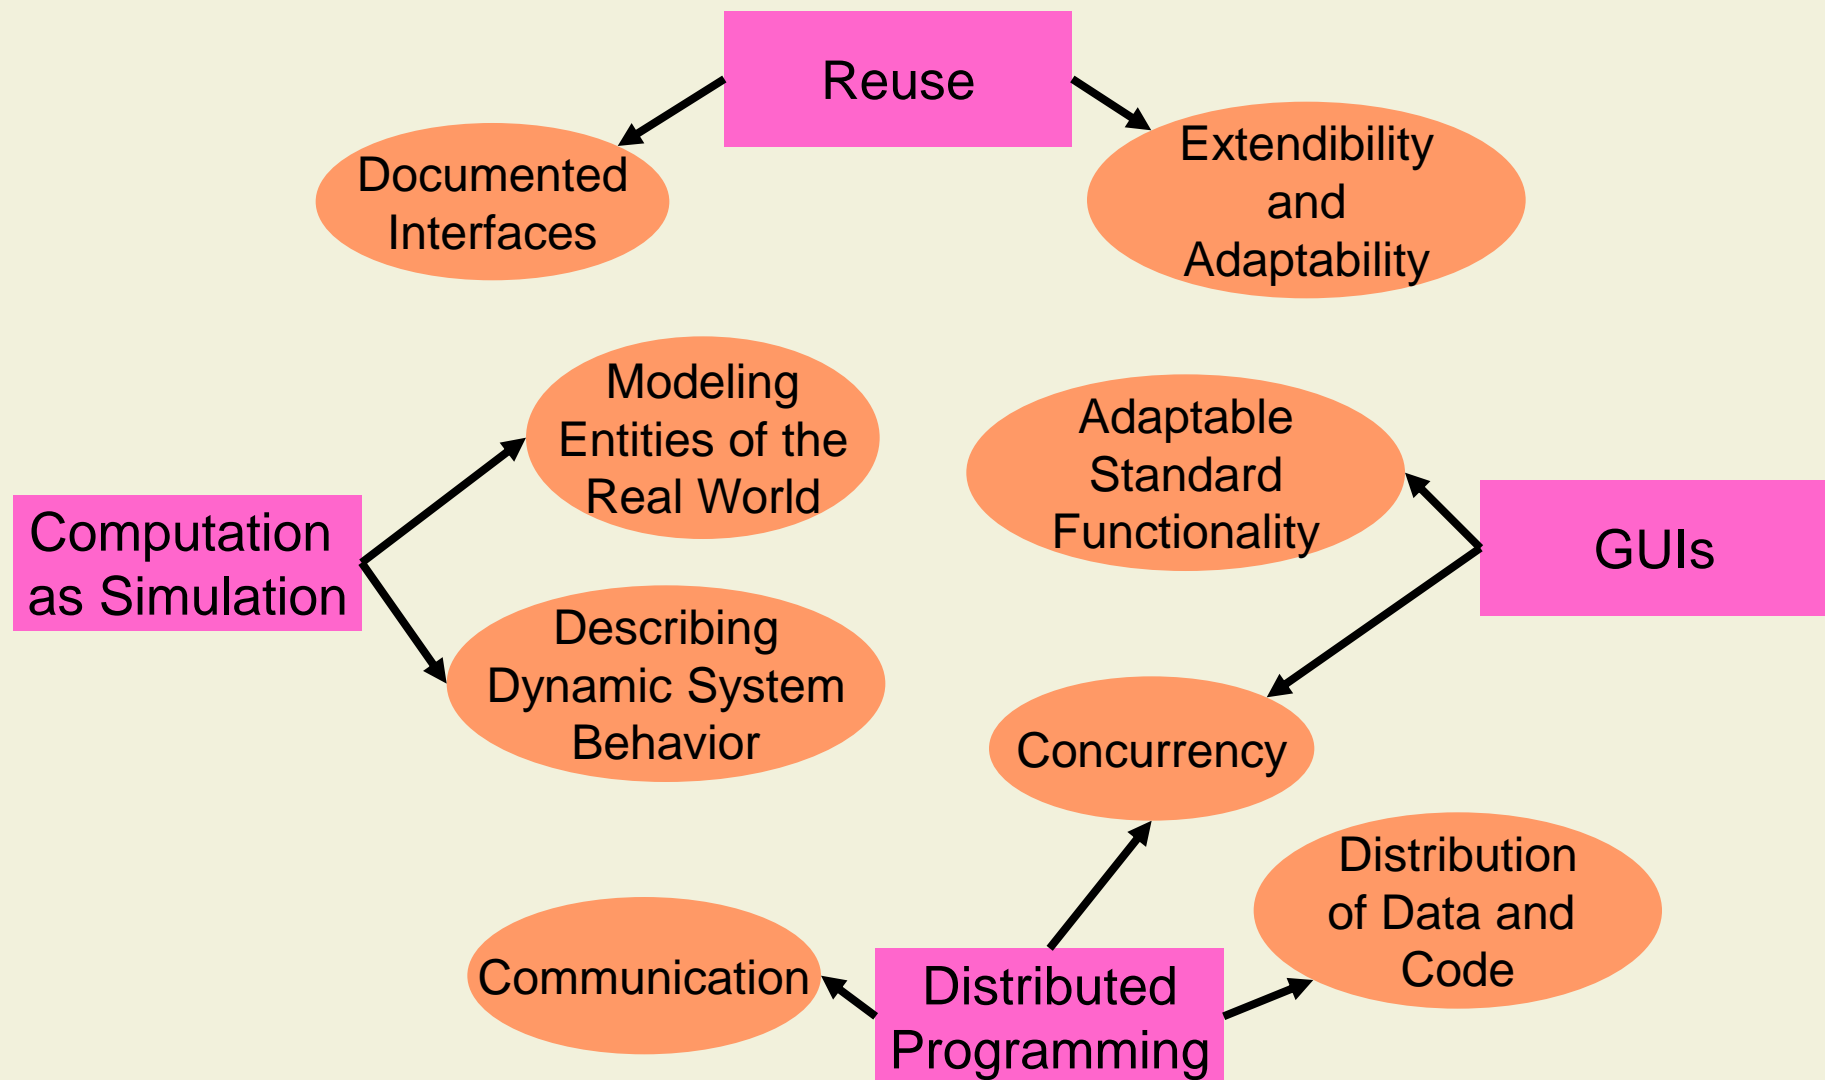 Reuse
Documented
Interfaces
Extendibility
and
Adaptability
Modeling
Entities of the
Real World
Adaptable
Standard
Functionality
Computation
as Simulation
GUIs
Describing
Dynamic System
Behavior
Concurrency
Distribution
of Data and
Code
Communication
Distributed
Programming